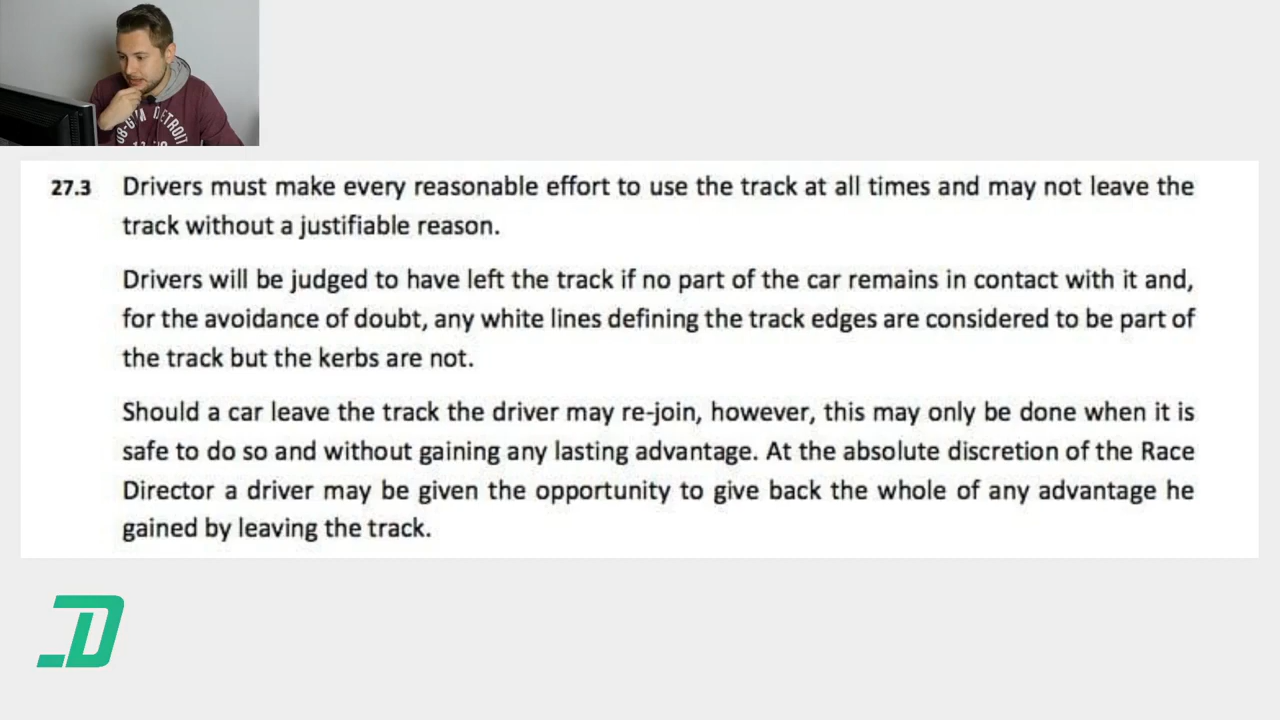 08-GYM DETROIT
27.3 Drivers must make every reasonable effort to use the track at all times and may not leave the
track without a justifiable reason.
Drivers will be judged to have left the track if no part of the car remains in contact with it and,
for the avoidance of doubt, any white lines defining the track edges are considered to be part of
the track but the kerbs are not.
Should a car leave the track the driver may re-join, however, this may only be done when it is
safe to do so and without gaining any lasting advantage. At the absolute discretion of the Race
Director a driver may be given the opportunity to give back the whole of any advantage he
gained by leaving the track.
D